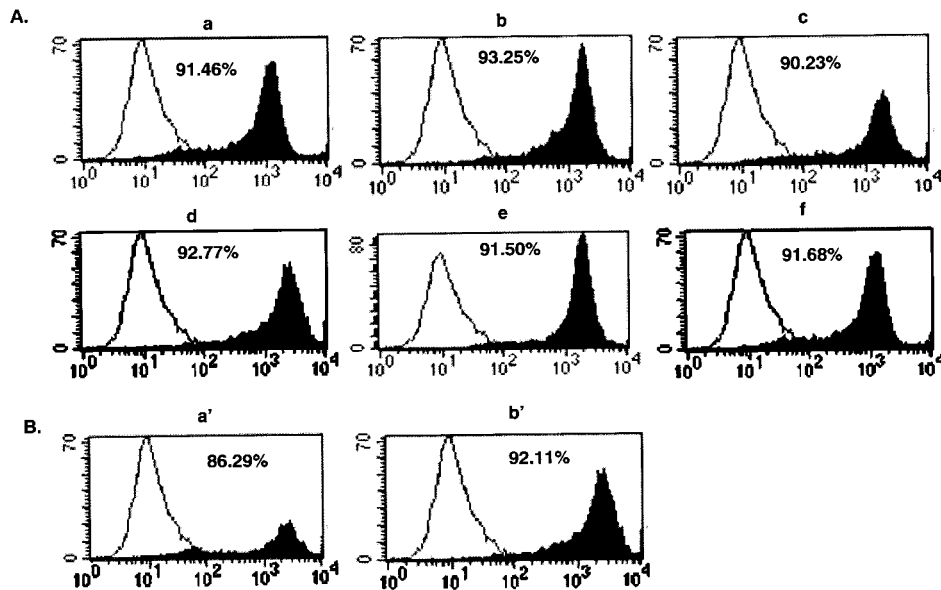 A.
a b c
70 91.46% 70 93.25% 70 90.23%
0 0 0
10^0 10^1 10^2 10^3 10^4 10^0 10^1 10^2 10^3 10^4 10^0 10^1 10^2 10^3 10^4
d e f
70 92.77% 80 91.50% 70 91.68%
0 0 0
10^0 10^1 10^2 10^3 10^4 10^0 10^1 10^2 10^3 10^4 10^0 10^1 10^2 10^3 10^4
B.
a' b'
70 86.29% 70 92.11%
0 0
10^0 10^1 10^2 10^3 10^4 10^0 10^1 10^2 10^3 10^4